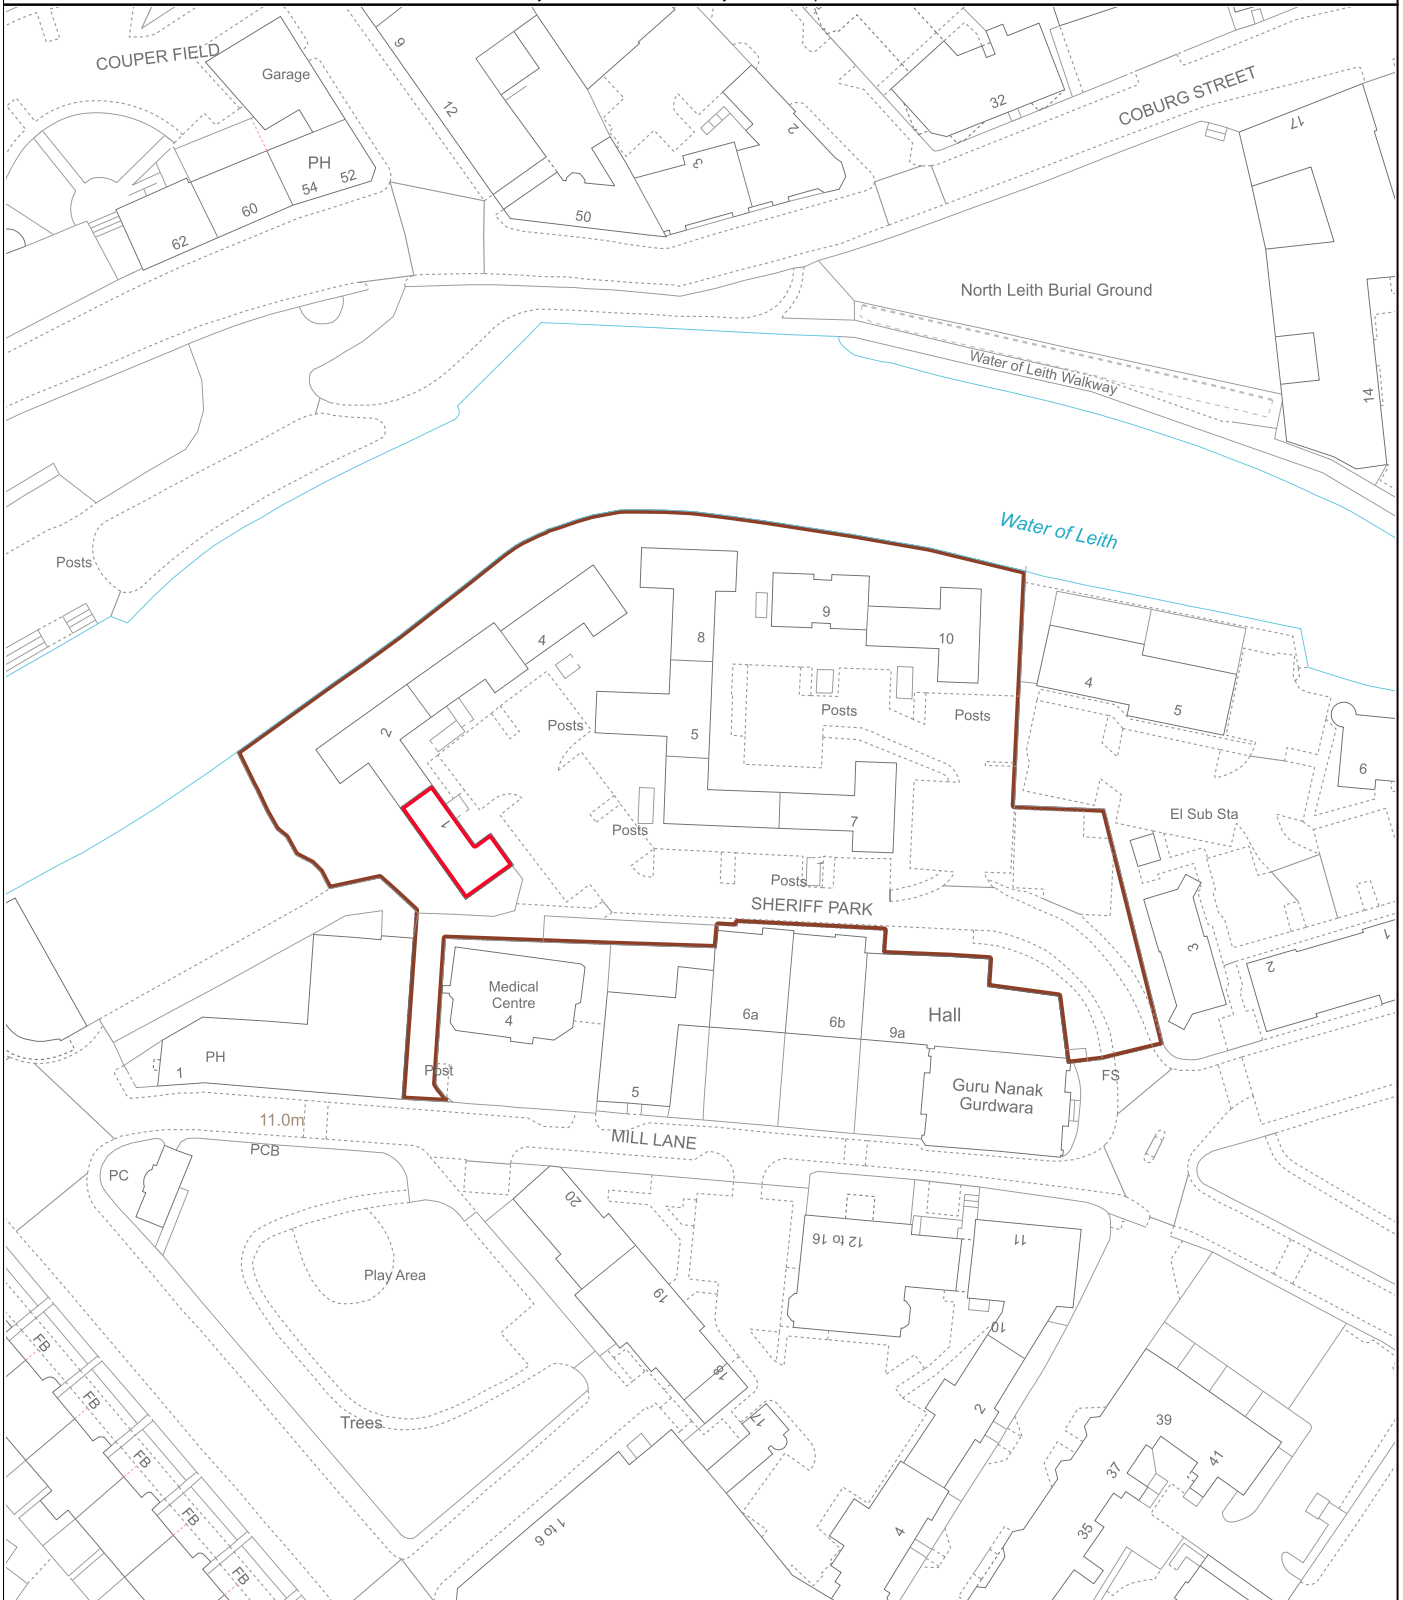 COUPER FIELD
Garage
9
12
2
3
32
COBURG STREET
17
PH
54
52
60
62
50
North Leith Burial Ground
Water of Leith Walkway
14
Posts
Water of Leith
4
8
9
10
2
Posts
5
Posts
Posts
4
5
6
1
Posts
7
El Sub Sta
Posts
SHERIFF PARK
3
2
1
Medical
Centre
4
6a
6b
9a
Hall
PH
1
Post
5
Guru Nanak
Gurdwara
FS
11.0m
MILL LANE
PCB
PC
20
12 to 16
11
Play Area
19
10
18
FB
FB
FB
FB
FB
Trees
17
2
39
41
37
35
4
1 to 6